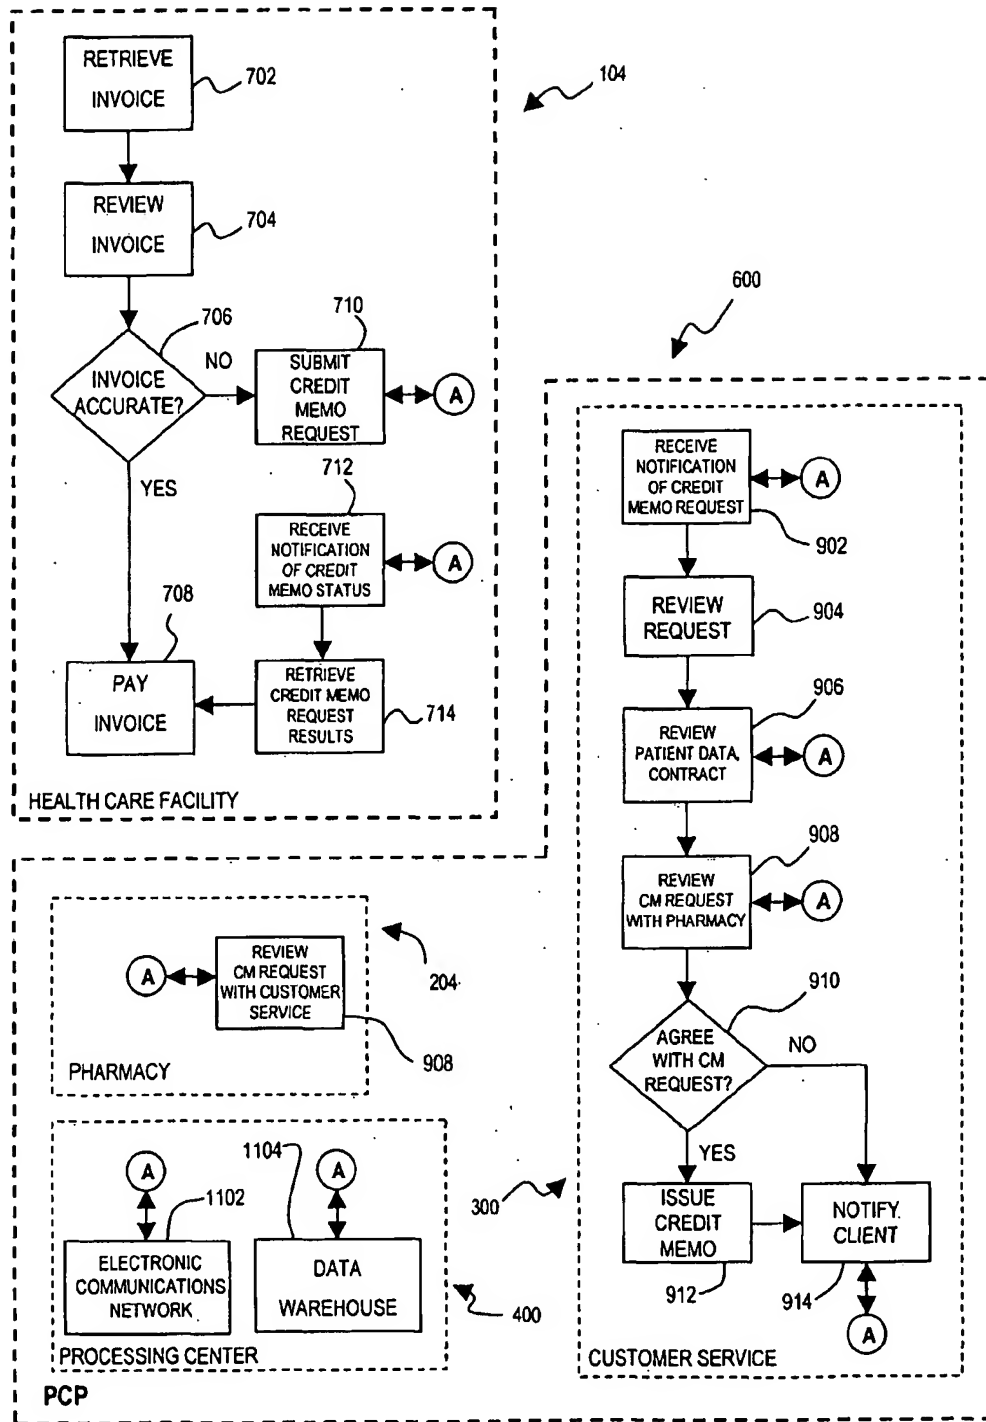 RETRIEVE
INVOICE
702
104
REVIEW
INVOICE
704
706
INVOICE
ACCURATE?
NO
YES
710
SUBMIT
CREDIT
MEMO
REQUEST
A
712
RECEIVE
NOTIFICATION
OF CREDIT
MEMO STATUS
A
708
PAY
INVOICE
RETRIEVE
CREDIT MEMO
REQUEST
RESULTS
714
HEALTH CARE FACILITY
600
RECEIVE
NOTIFICATION
OF CREDIT
MEMO REQUEST
A
902
REVIEW
REQUEST
904
906
REVIEW
PATIENT DATA,
CONTRACT
A
908
REVIEW
CM REQUEST
WITH PHARMACY
A
910
AGREE
WITH CM
REQUEST?
NO
YES
300
ISSUE
CREDIT
MEMO
912
NOTIFY
CLIENT
914
A
CUSTOMER SERVICE
A
REVIEW
CM REQUEST
WITH CUSTOMER
SERVICE
204
908
PHARMACY
A
1102
ELECTRONIC
COMMUNICATIONS
NETWORK
1104
A
DATA
WAREHOUSE
400
PROCESSING CENTER
PCP